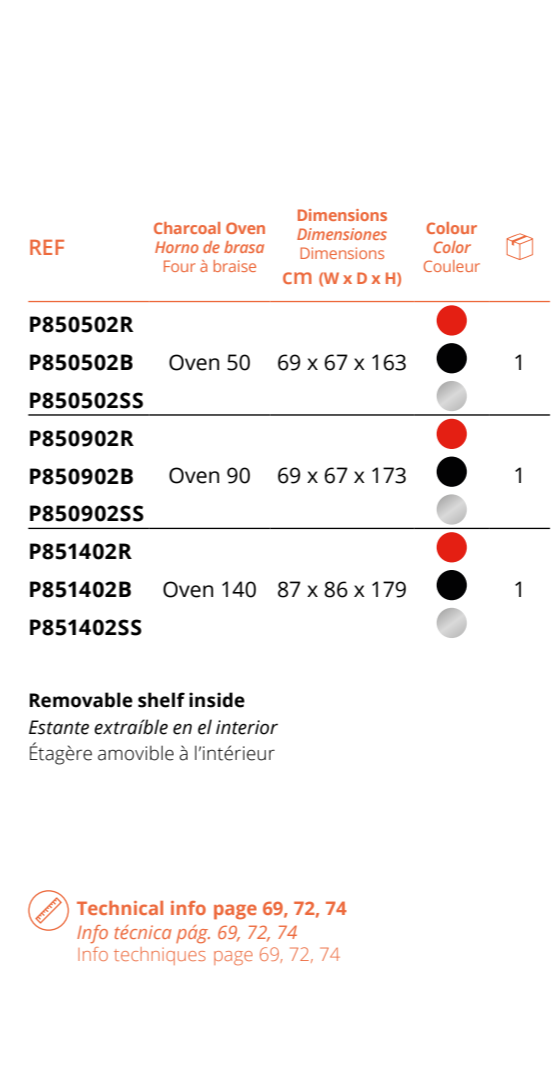 REF
Charcoal Oven
Horno de brasa
Four à braise
Dimensions
Dimensiones
Dimensions
cm (W x D x H)
Colour
Color
Couleur
P850502R
P850502B Oven 50 69 x 67 x 163 1
P850502SS
P850902R
P850902B Oven 90 69 x 67 x 173 1
P850902SS
P851402R
P851402B Oven 140 87 x 86 x 179 1
P851402SS
Removable shelf inside
Estante extraíble en el interior
Étagère amovible à l’intérieur
Technical info page 69, 72, 74
Info técnica pág. 69, 72, 74
Info techniques page 69, 72, 74